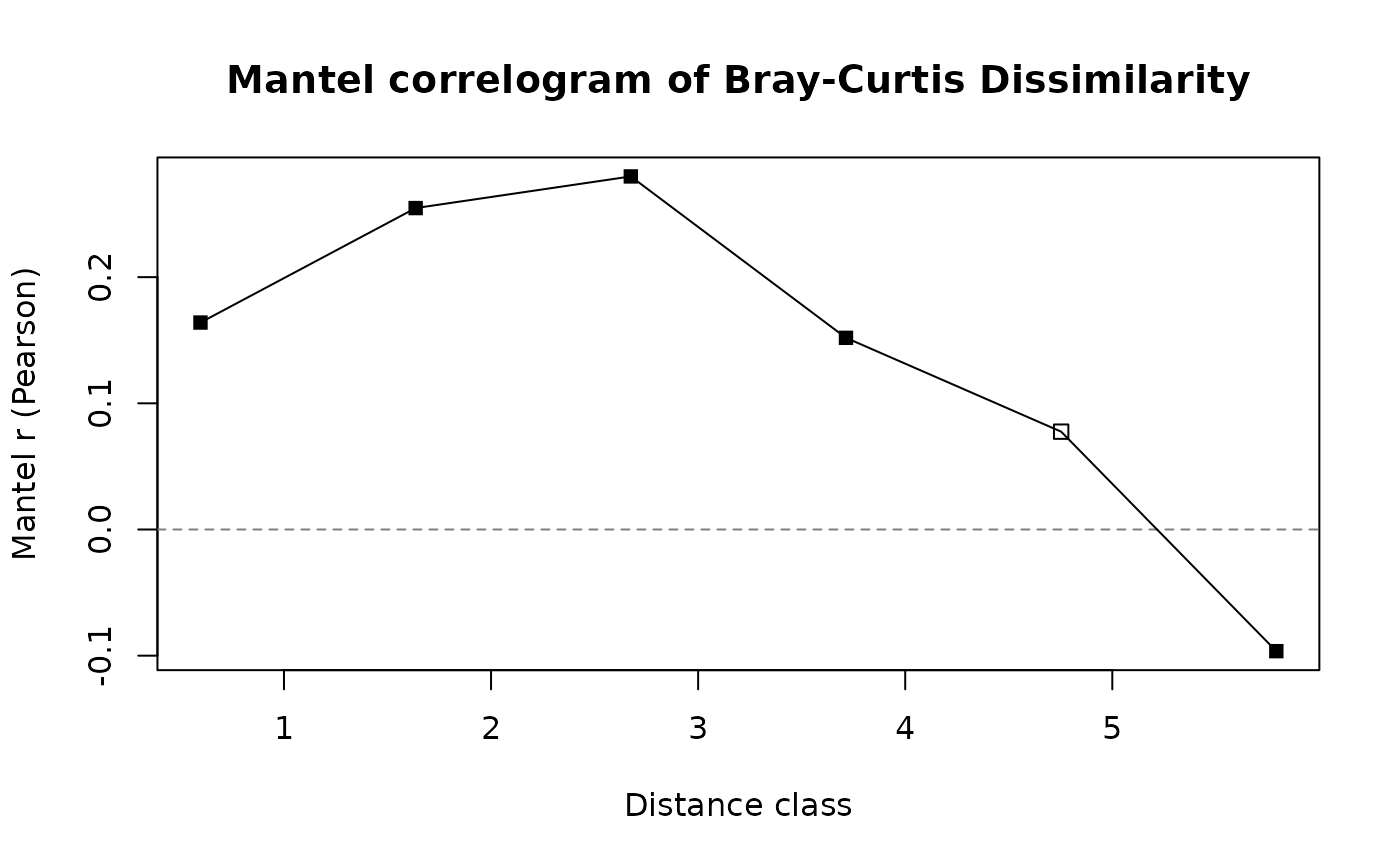 Mantel correlogram of Bray-Curtis Dissimilarity
Mantel r (Pearson)
0.2
0.1
0.0
-0.1
1 2 3 4 5
Distance class